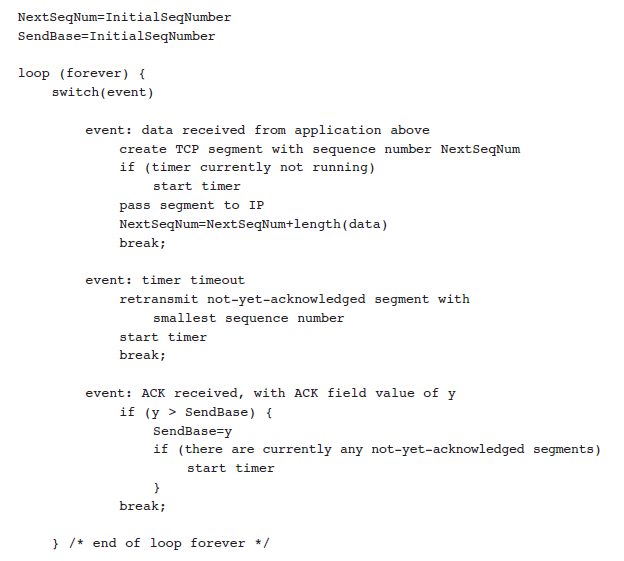 NextSeqNum=InitialSeqNumber
SendBase=InitialSeqNumber
loop (forever) {
switch(event)
event: data received from application above
create TCP segment with sequence number NextSeqNum
if (timer currently not running)
start timer
pass segment to IP
NextSeqNum=NextSeqNum+length(data)
break;
event: timer timeout
retransmit not-yet-acknowledged segment with
smallest sequence number
start timer
break;
event: ACK received, with ACK field value of y
if (y > SendBase) {
SendBase=y
if (there are currently any not-yet-acknowledged segments)
start timer
}
break;
} /* end of loop forever */